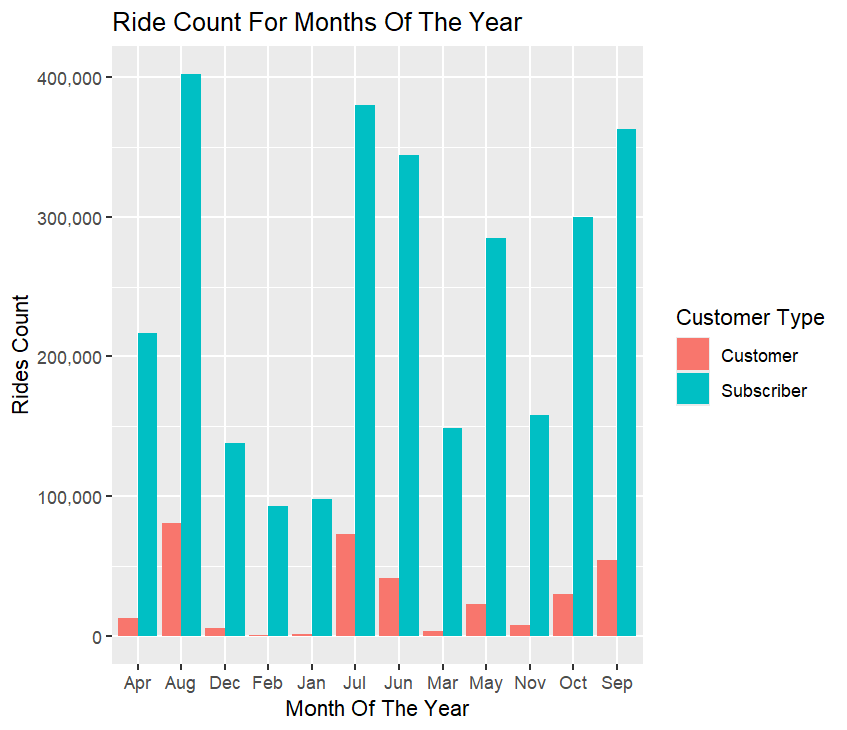 Ride Count For Months Of The Year
Rides Count
400,000
300,000
200,000
100,000
0
Apr Aug Dec Feb Jan Jul Jun Mar May Nov Oct Sep
Month Of The Year
Customer Type
Customer
Subscriber